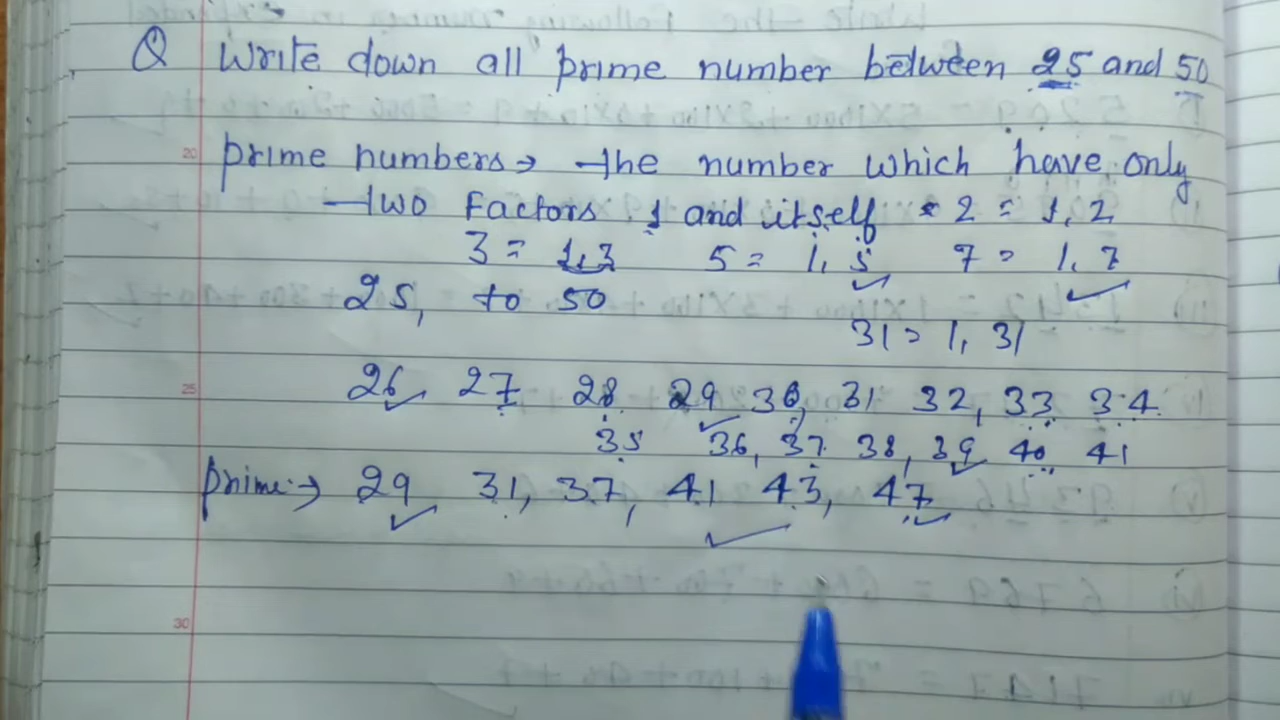 Q Write down all prime number between 25 and 50
20 prime numbers → the number which have only
two factors 1 and itself * 2 = 1, 2
3 = 1,3 5 = 1, 5 7 = 1, 7
25, to 50
31 = 1, 31
25 26 27 28 29 30, 31 32, 33 34
35 36, 37 38, 39 40 41
prime → 29 31, 37, 41 43, 47
30